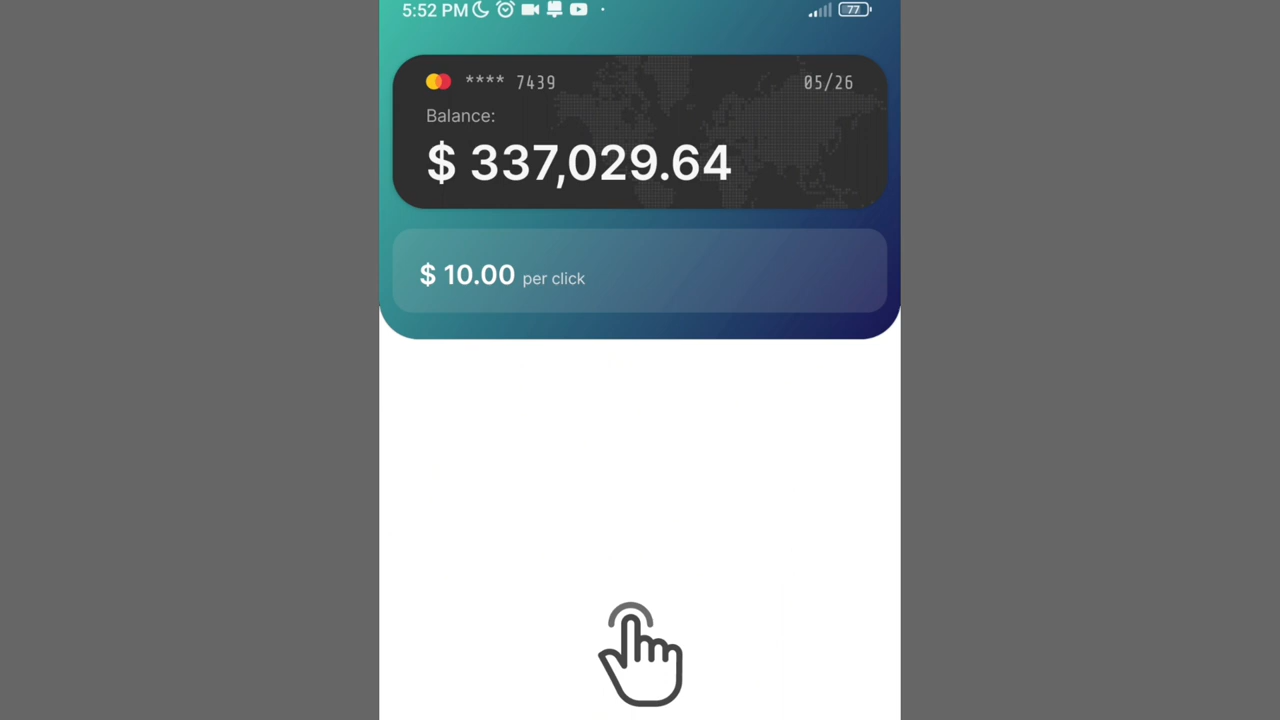 5:52 PM 77
**** 7439 05/26
Balance:
$ 337,029.64
$ 10.00 per click